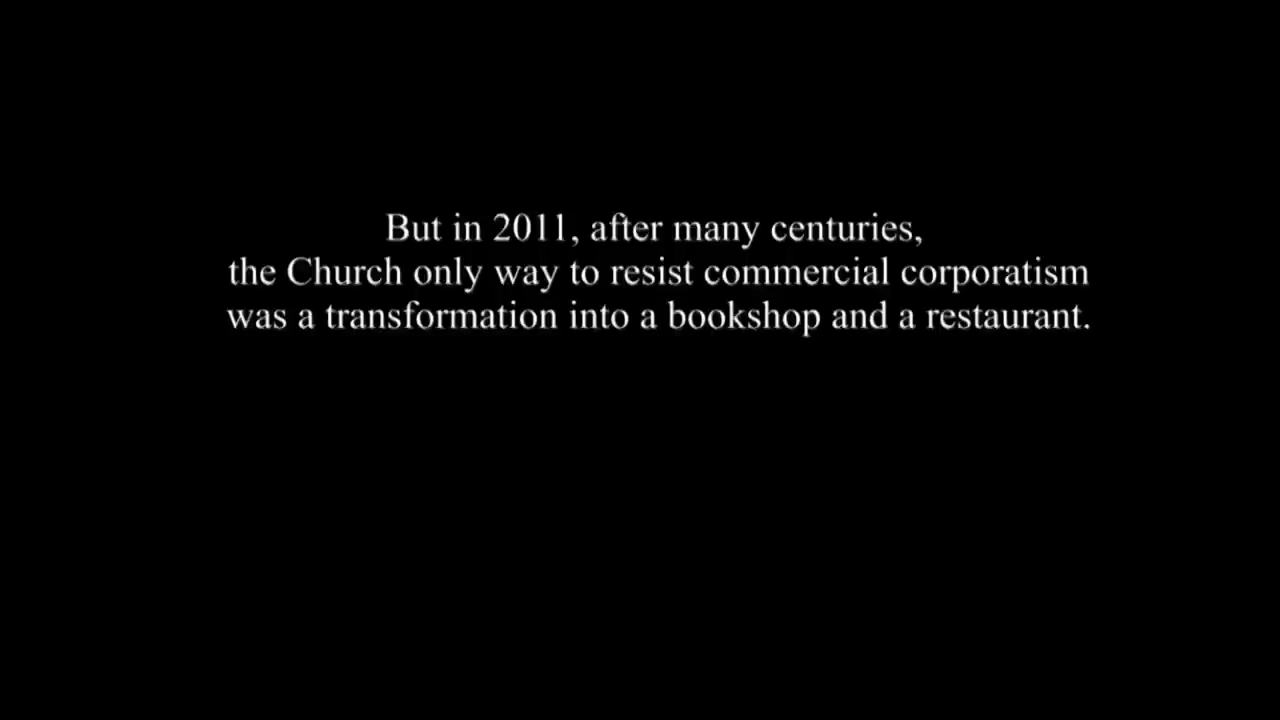 But in 2011, after many centuries,
the Church only way to resist commercial corporatism
was a transformation into a bookshop and a restaurant.